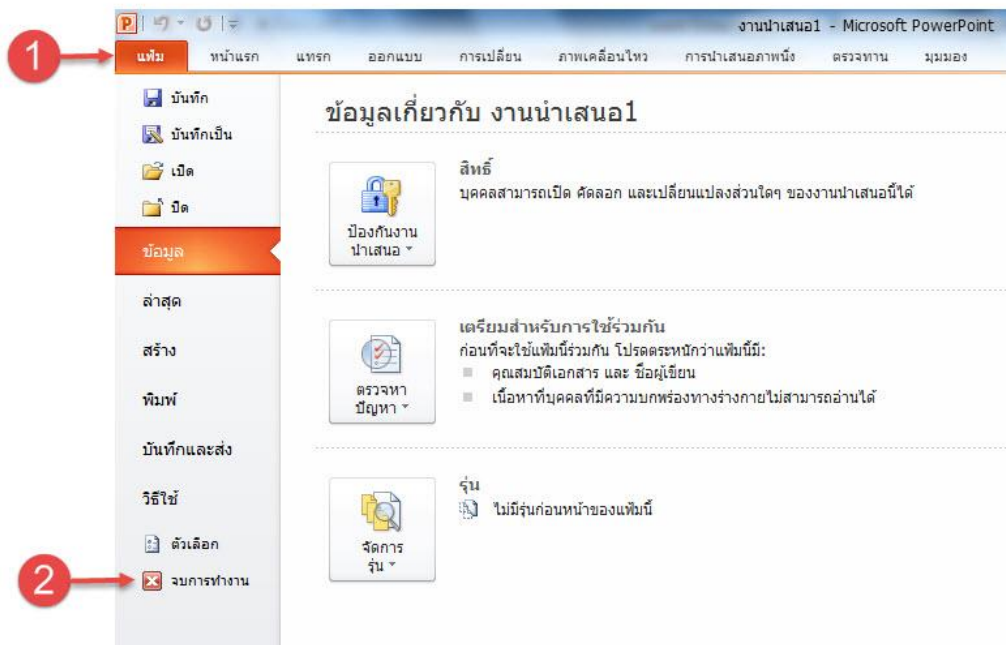 งานนำเสนอ1 - Microsoft PowerPoint
1
แฟ้ม หน้าแรก แทรก ออกแบบ การเปลี่ยน ภาพเคลื่อนไหว การนำเสนอภาพนิ่ง ตรวจทาน มุมมอง
บันทึก
บันทึกเป็น
เปิด
ปิด
ข้อมูล
ล่าสุด
สร้าง
พิมพ์
บันทึกและส่ง
วิธีใช้
ตัวเลือก
2
จบการทำงาน
ข้อมูลเกี่ยวกับ งานนำเสนอ1
ป้องกันงาน
นำเสนอ
สิทธิ์
บุคคลสามารถเปิด คัดลอก และเปลี่ยนแปลงส่วนใดๆ ของงานนำเสนอนี้ได้
ตรวจหา
ปัญหา
เตรียมสำหรับการใช้ร่วมกัน
ก่อนที่จะใช้แฟ้มนี้ร่วมกัน โปรดตระหนักว่าแฟ้มนี้มี:
คุณสมบัติเอกสาร และ ชื่อผู้เขียน
เนื้อหาที่บุคคลที่มีความบกพร่องทางร่างกายไม่สามารถอ่านได้
จัดการ
รุ่น
รุ่น
ไม่มีรุ่นก่อนหน้าของแฟ้มนี้